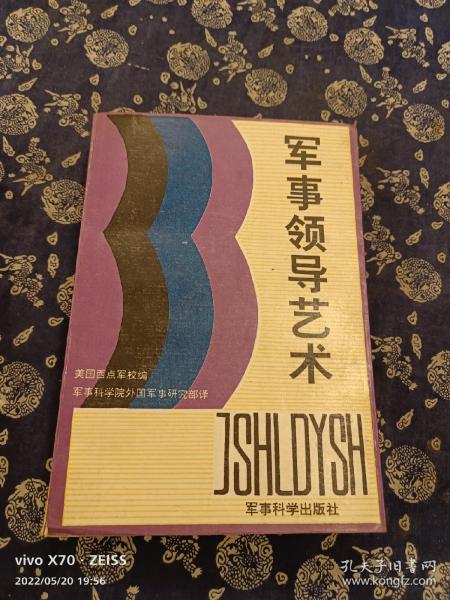 军事领导艺术
美国西点军校编
军事科学院外国军事研究部译
JSHLDYSH
军事科学出版社
vivo X70 · ZEISS
2022/05/20 19:56
孔夫子旧书网
www.kongfz.com